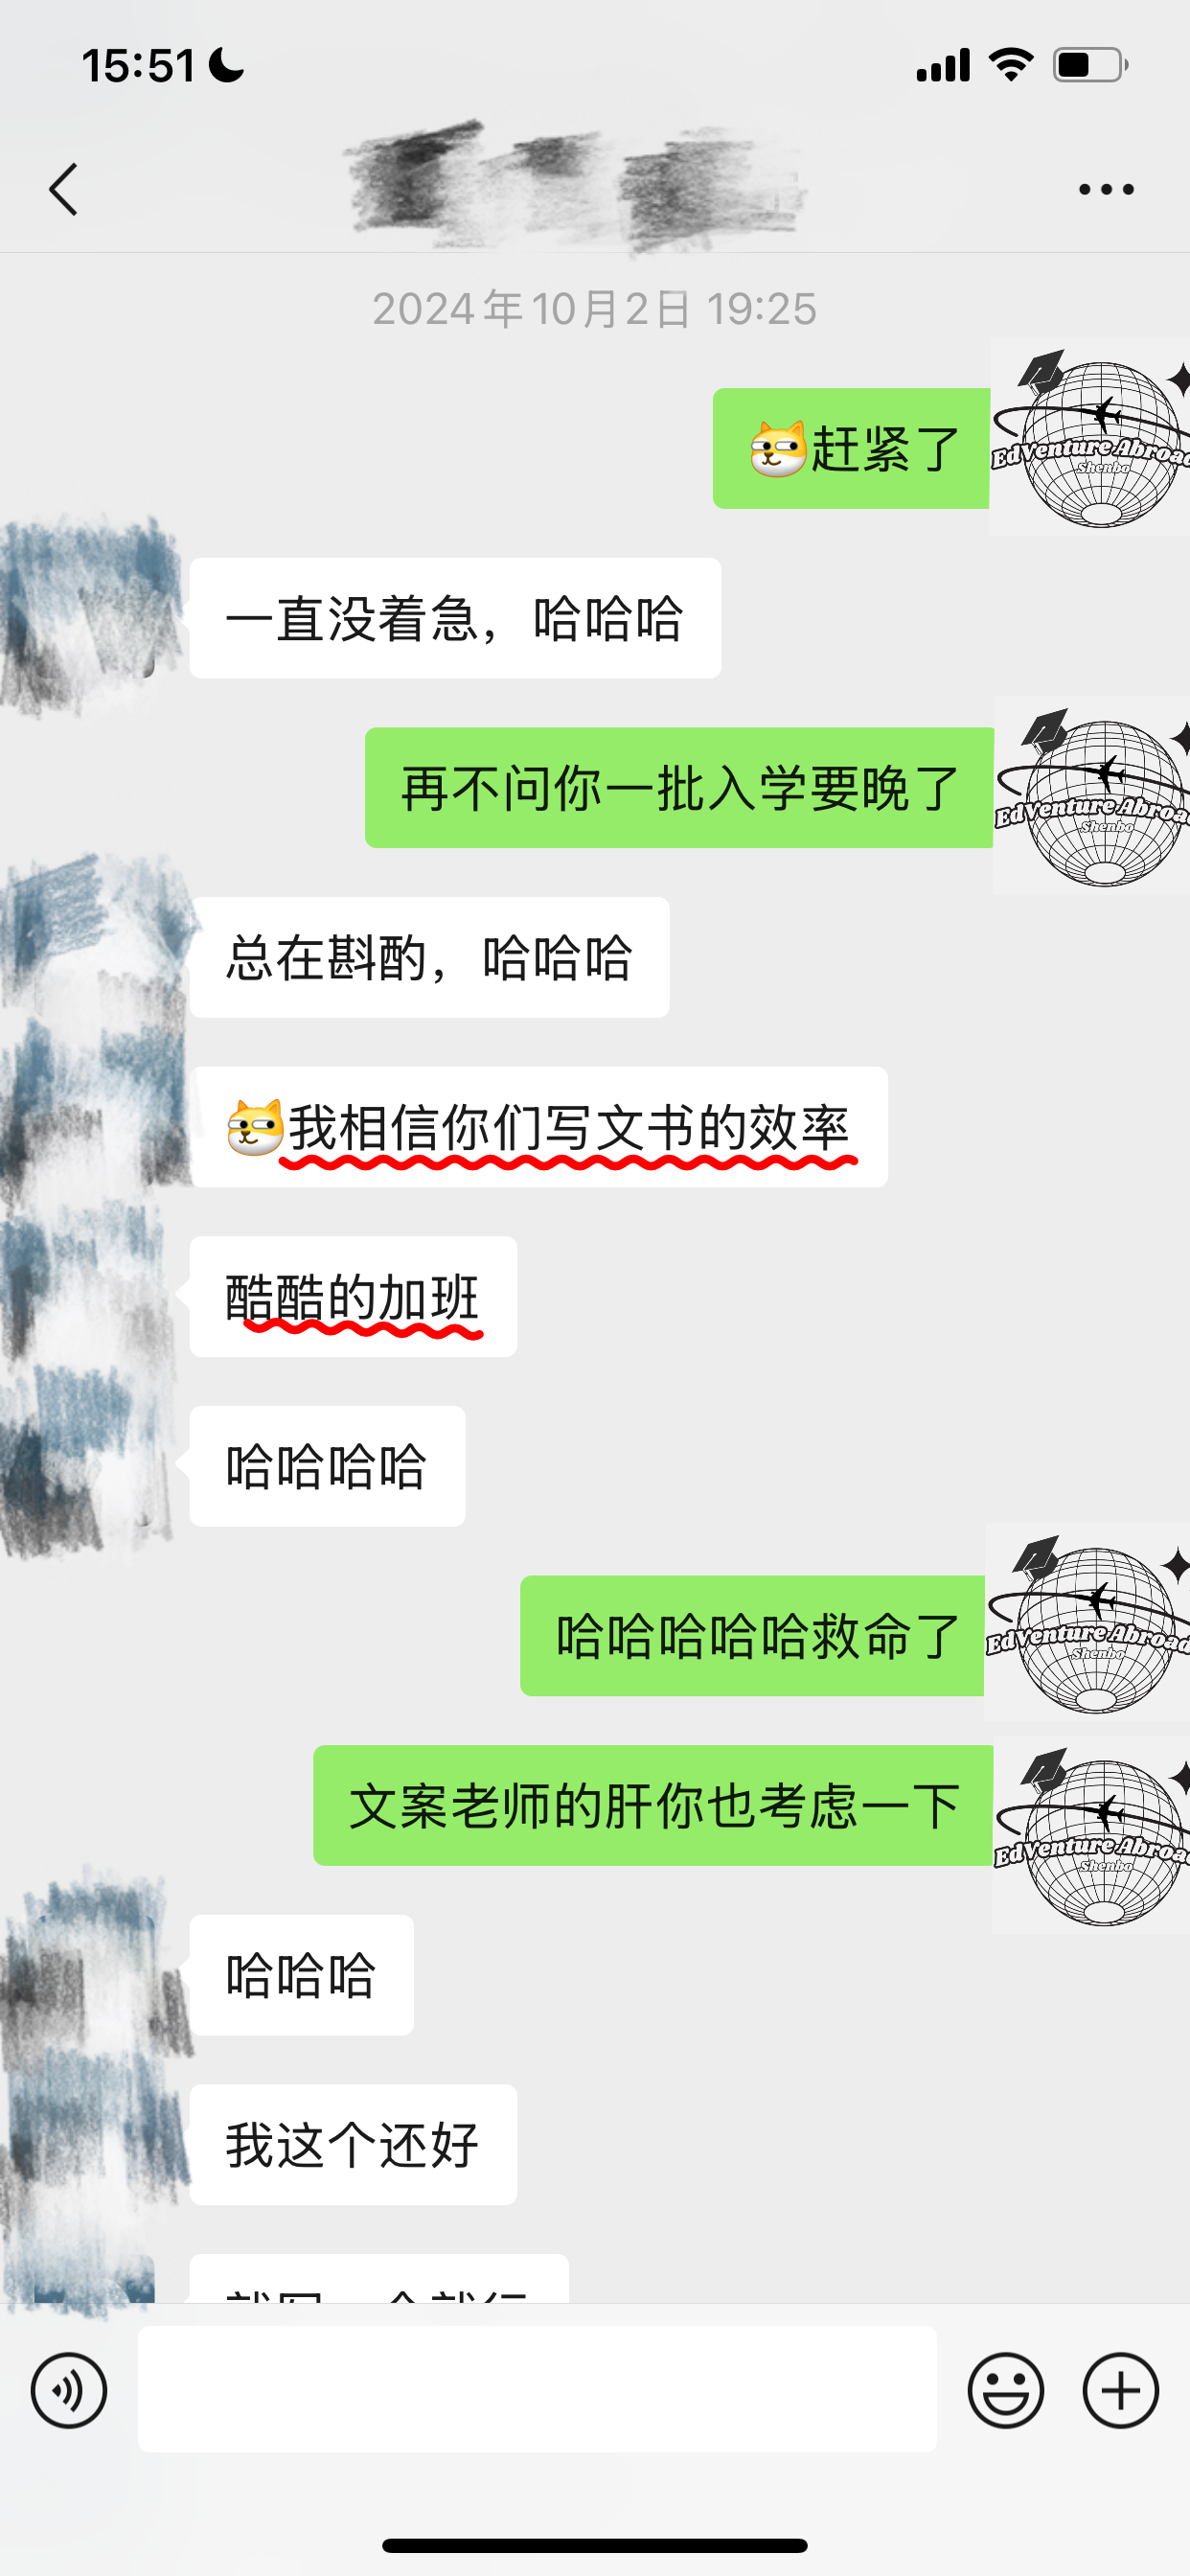 15:51
2024年10月2日 19:25
赶紧了
EdVenture Abroad
Shenbo
一直没着急，哈哈哈
再不问你一批入学要晚了
EdVenture Abroad
Shenbo
总在斟酌，哈哈哈
我相信你们写文书的效率
酷酷的加班
哈哈哈哈
哈哈哈哈哈救命了
EdVenture Abroad
Shenbo
文案老师的肝你也考虑一下
EdVenture Abroad
Shenbo
哈哈哈
我这个还好